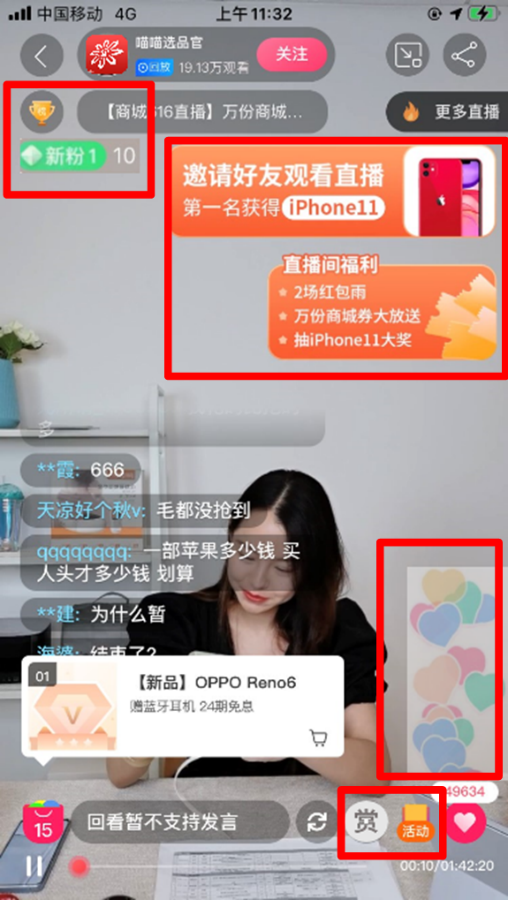 中国移动 4G
上午11:32
喵喵选品官
回放 19.13万观看
关注
【商城616直播】万份商城...
更多直播
新粉1 10
邀请好友观看直播
第一名获得 iPhone11
直播间福利
2场红包雨
万份商城券大放送
抽iPhone11大奖
**霞: 666
天凉好个秋v: 毛都没抢到
qqqqqqqq: 一部苹果多少钱 买
人头才多少钱 划算
**建: 为什么暂
海婆: 结束了?
01
【新品】OPPO Reno6
赠蓝牙耳机 24期免息
V
49634
15
回看暂不支持发言
赏
活动
00:10/01:42:20